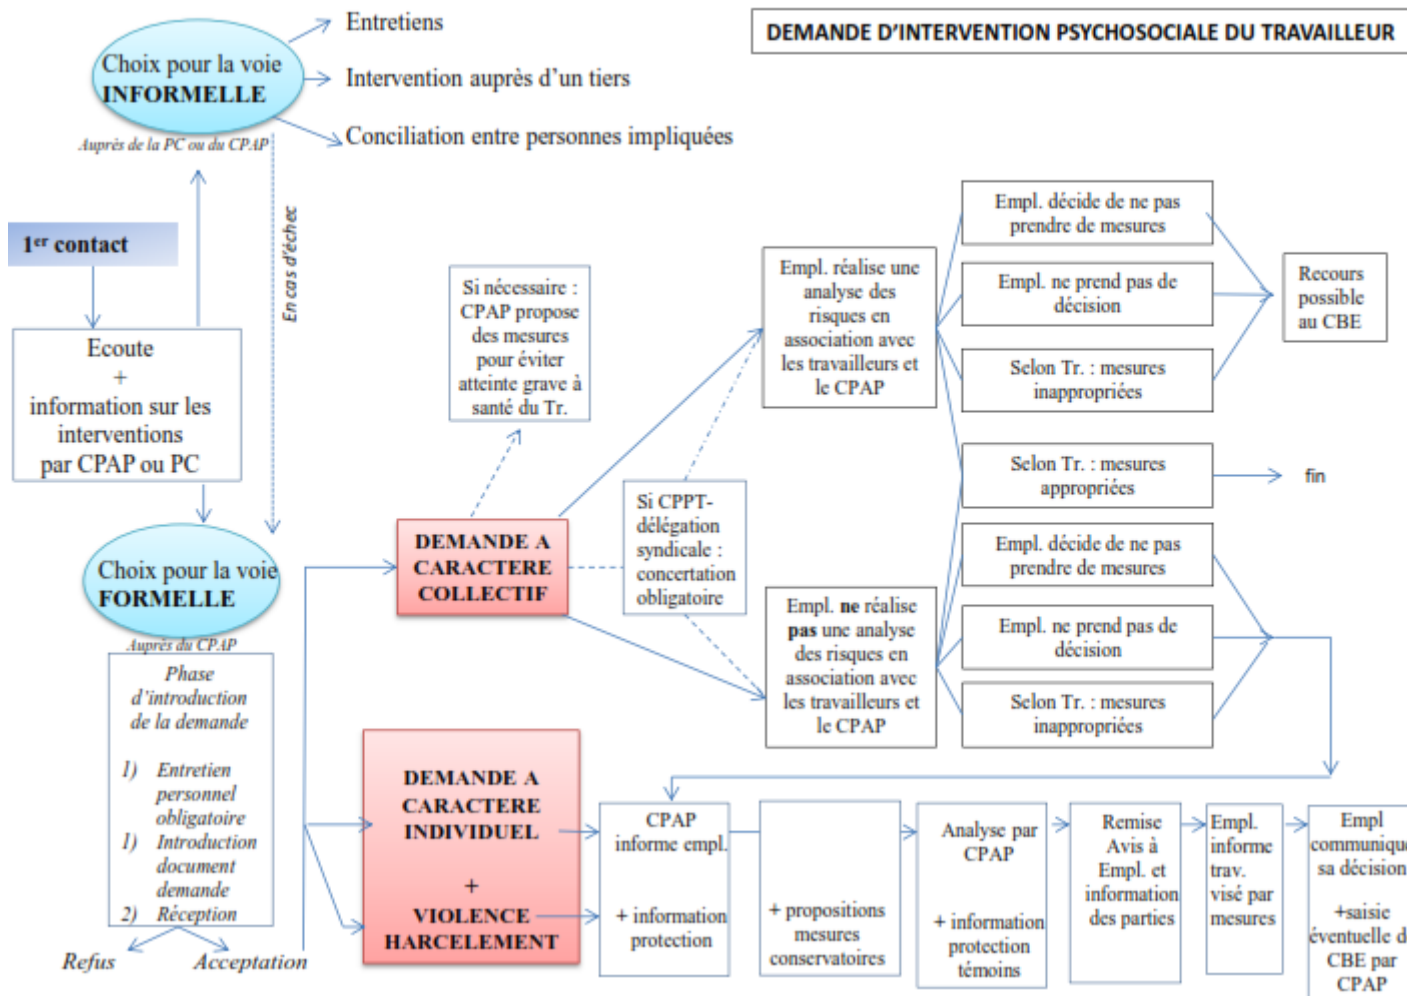 DEMANDE D'INTERVENTION PSYCHOSOCIALE DU TRAVAILLEUR
Choix pour la voie
INFORMELLE
Auprès de la PC ou du CPAP
Entretiens
Intervention auprès d'un tiers
Conciliation entre personnes impliquées
En cas d'échec
1er contact
Ecoute
+
information sur les
interventions
par CPAP ou PC
Choix pour la voie
FORMELLE
Auprès du CPAP
Phase
d'introduction
de la demande
1) Entretien
personnel
obligatoire
1) Introduction
document
demande
2) Réception
Refus
Acceptation
Si nécessaire :
CPAP propose
des mesures
pour éviter
atteinte grave à
santé du Tr.
DEMANDE A
CARACTERE
COLLECTIF
Si CPPT-
délégation
syndicale :
concertation
obligatoire
Empl. réalise une
analyse des
risques en
association avec
les travailleurs et
le CPAP
Empl. ne réalise
pas une analyse
des risques en
association avec
les travailleurs et
le CPAP
Empl. décide de ne pas
prendre de mesures
Empl. ne prend pas de
décision
Selon Tr. : mesures
inappropriées
Recours
possible
au CBE
Selon Tr. : mesures
appropriées
fin
Empl. décide de ne pas
prendre de mesures
Empl. ne prend pas de
décision
Selon Tr. : mesures
inappropriées
DEMANDE A
CARACTERE
INDIVIDUEL
+
VIOLENCE
HARCELEMENT
CPAP
informe empl.
+ information
protection
+ propositions
mesures
conservatoires
Analyse par
CPAP
+ information
protection
témoins
Remise
Avis à
Empl. et
information
des parties
Empl.
informe
trav.
visé par
mesures
Empl
communique
sa décision
+saisie
éventuelle d
CBE par
CPAP